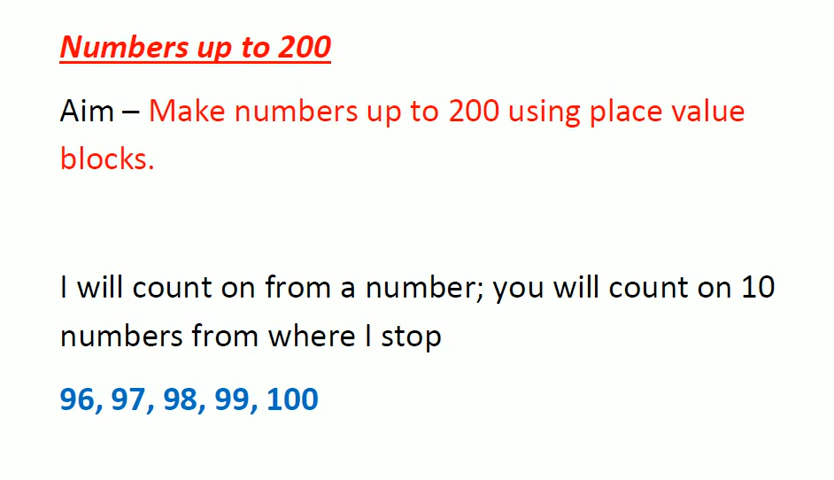 Numbers up to 200
Aim – Make numbers up to 200 using place value
blocks.
I will count on from a number; you will count on 10
numbers from where I stop
96, 97, 98, 99, 100